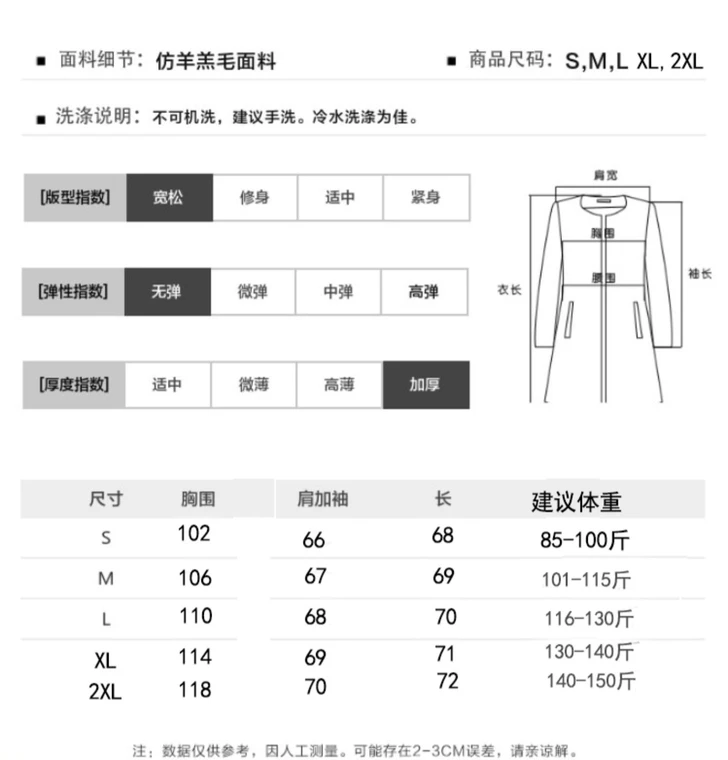 面料细节：仿羊羔毛面料 商品尺码：S,M,L XL, 2XL
洗涤说明：不可机洗，建议手洗。冷水洗涤为佳。
[版型指数] 宽松 修身 适中 紧身
[弹性指数] 无弹 微弹 中弹 高弹
[厚度指数] 适中 微薄 高薄 加厚
肩宽
胸围
腰围
衣长
袖长
尺寸 胸围 肩加袖 长 建议体重
S 102 66 68 85-100斤
M 106 67 69 101-115斤
L 110 68 70 116-130斤
XL 114 69 71 130-140斤
2XL 118 70 72 140-150斤
注：数据仅供参考，因人工测量。可能存在2-3CM误差，请亲谅解。